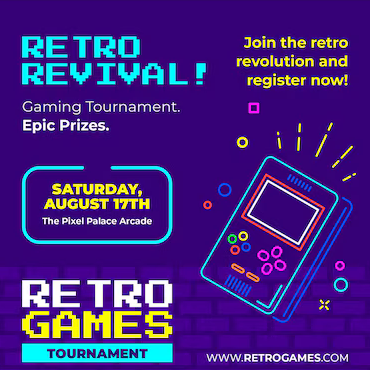 RETRO
REVIVAL!
Join the retro
revolution and
register now!
Gaming Tournament.
Epic Prizes.
SATURDAY,
AUGUST 17TH
The Pixel Palace Arcade
RETRO
GAMES
TOURNAMENT
WWW.RETROGAMES.COM